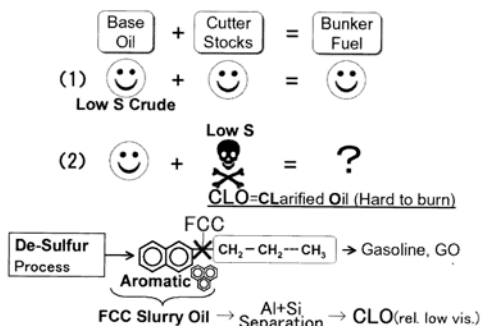 Base Oil + Cutter Stocks = Bunker Fuel
(1) + =
Low S Crude
Low S
(2) + = ?
CLO=CLarified Oil (Hard to burn)
FCC
De-Sulfur Process
CH₂−CH₂---CH₃ → Gasoline, GO
Aromatic
FCC Slurry Oil → Al+Si Separation → CLO(rel. low vis.)